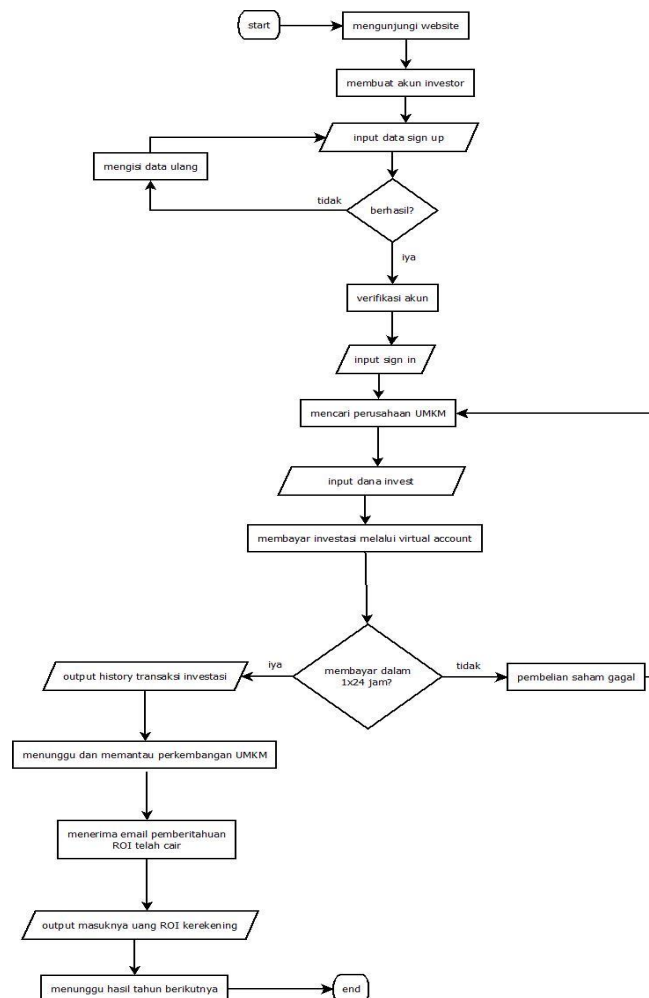 start
mengunjungi website
membuat akun investor
input data sign up
mengisi data ulang
tidak
berhasil?
iya
verifikasi akun
input sign in
mencari perusahaan UMKM
input dana invest
membayar investasi melalui virtual account
output history transaksi investasi
iya
membayar dalam
1x24 jam?
tidak
pembelian saham gagal
menunggu dan memantau perkembangan UMKM
menerima email pemberitahuan
ROI telah cair
output masuknya uang ROI kerekening
menunggu hasil tahun berikutnya
end